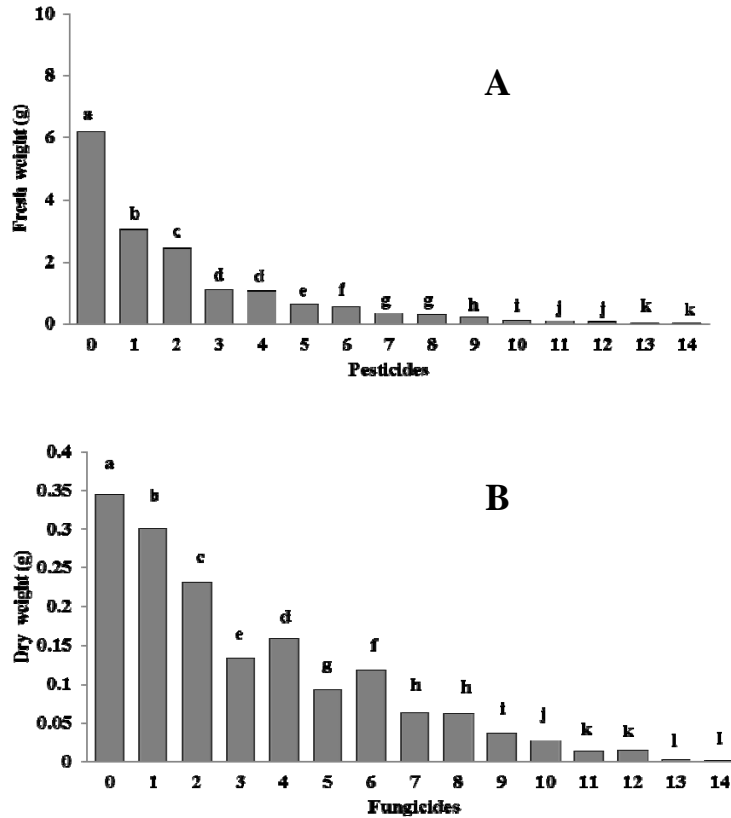 10
A
8
Fresh weight (g)
a
6
4
b
c
2
d d e f g g h i j j k k
0
0 1 2 3 4 5 6 7 8 9 10 11 12 13 14
Pesticides
0.4
a
B
0.35
b
0.3
c
0.25
Dry weight (g)
0.2
d
e
f
0.15
g
h h
0.1
i j
k k
l l
0.05
0
0 1 2 3 4 5 6 7 8 9 10 11 12 13 14
Fungicides